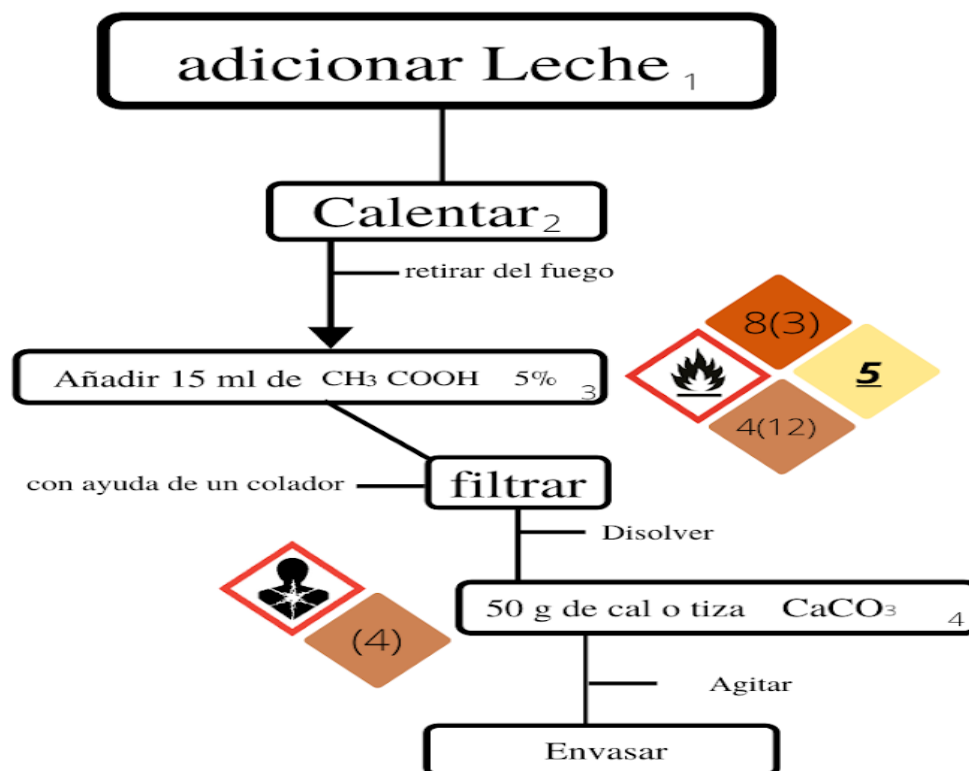 adicionar Leche 1
Calentar 2
retirar del fuego
8(3)
5
4(12)
Añadir 15 ml de CH3 COOH 5% 3
con ayuda de un colador
filtrar
Disolver
(4)
50 g de cal o tiza CaCO3 4
Agitar
Envasar